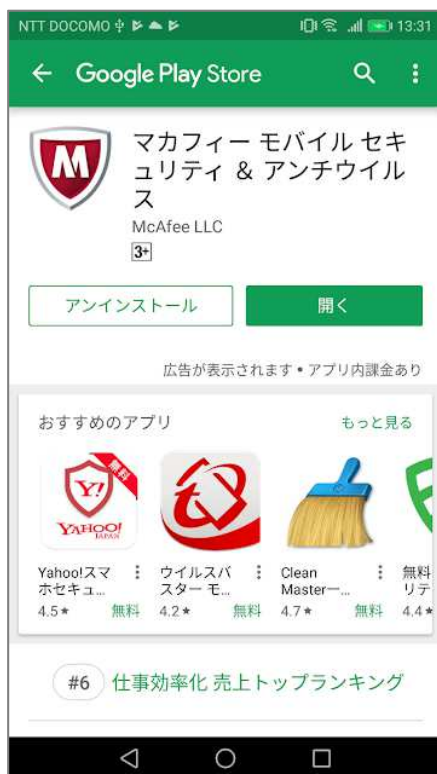 NTT DOCOMO 13:31
Google Play Store
マカフィー モバイル セキ
ュリティ & アンチウイル
ス
McAfee LLC
3+
アンインストール 開く
広告が表示されます • アプリ内課金あり
おすすめのアプリ もっと見る
無料
Y!
YAHOO!
JAPAN
Yahoo!スマ
ホセキュ...
4.5★ 無料
ウイルスバ
スター モ...
4.2★ 無料
Clean
Master—...
4.7★ 無料
無料
リテ
4.4★
#6 仕事効率化 売上トップランキング